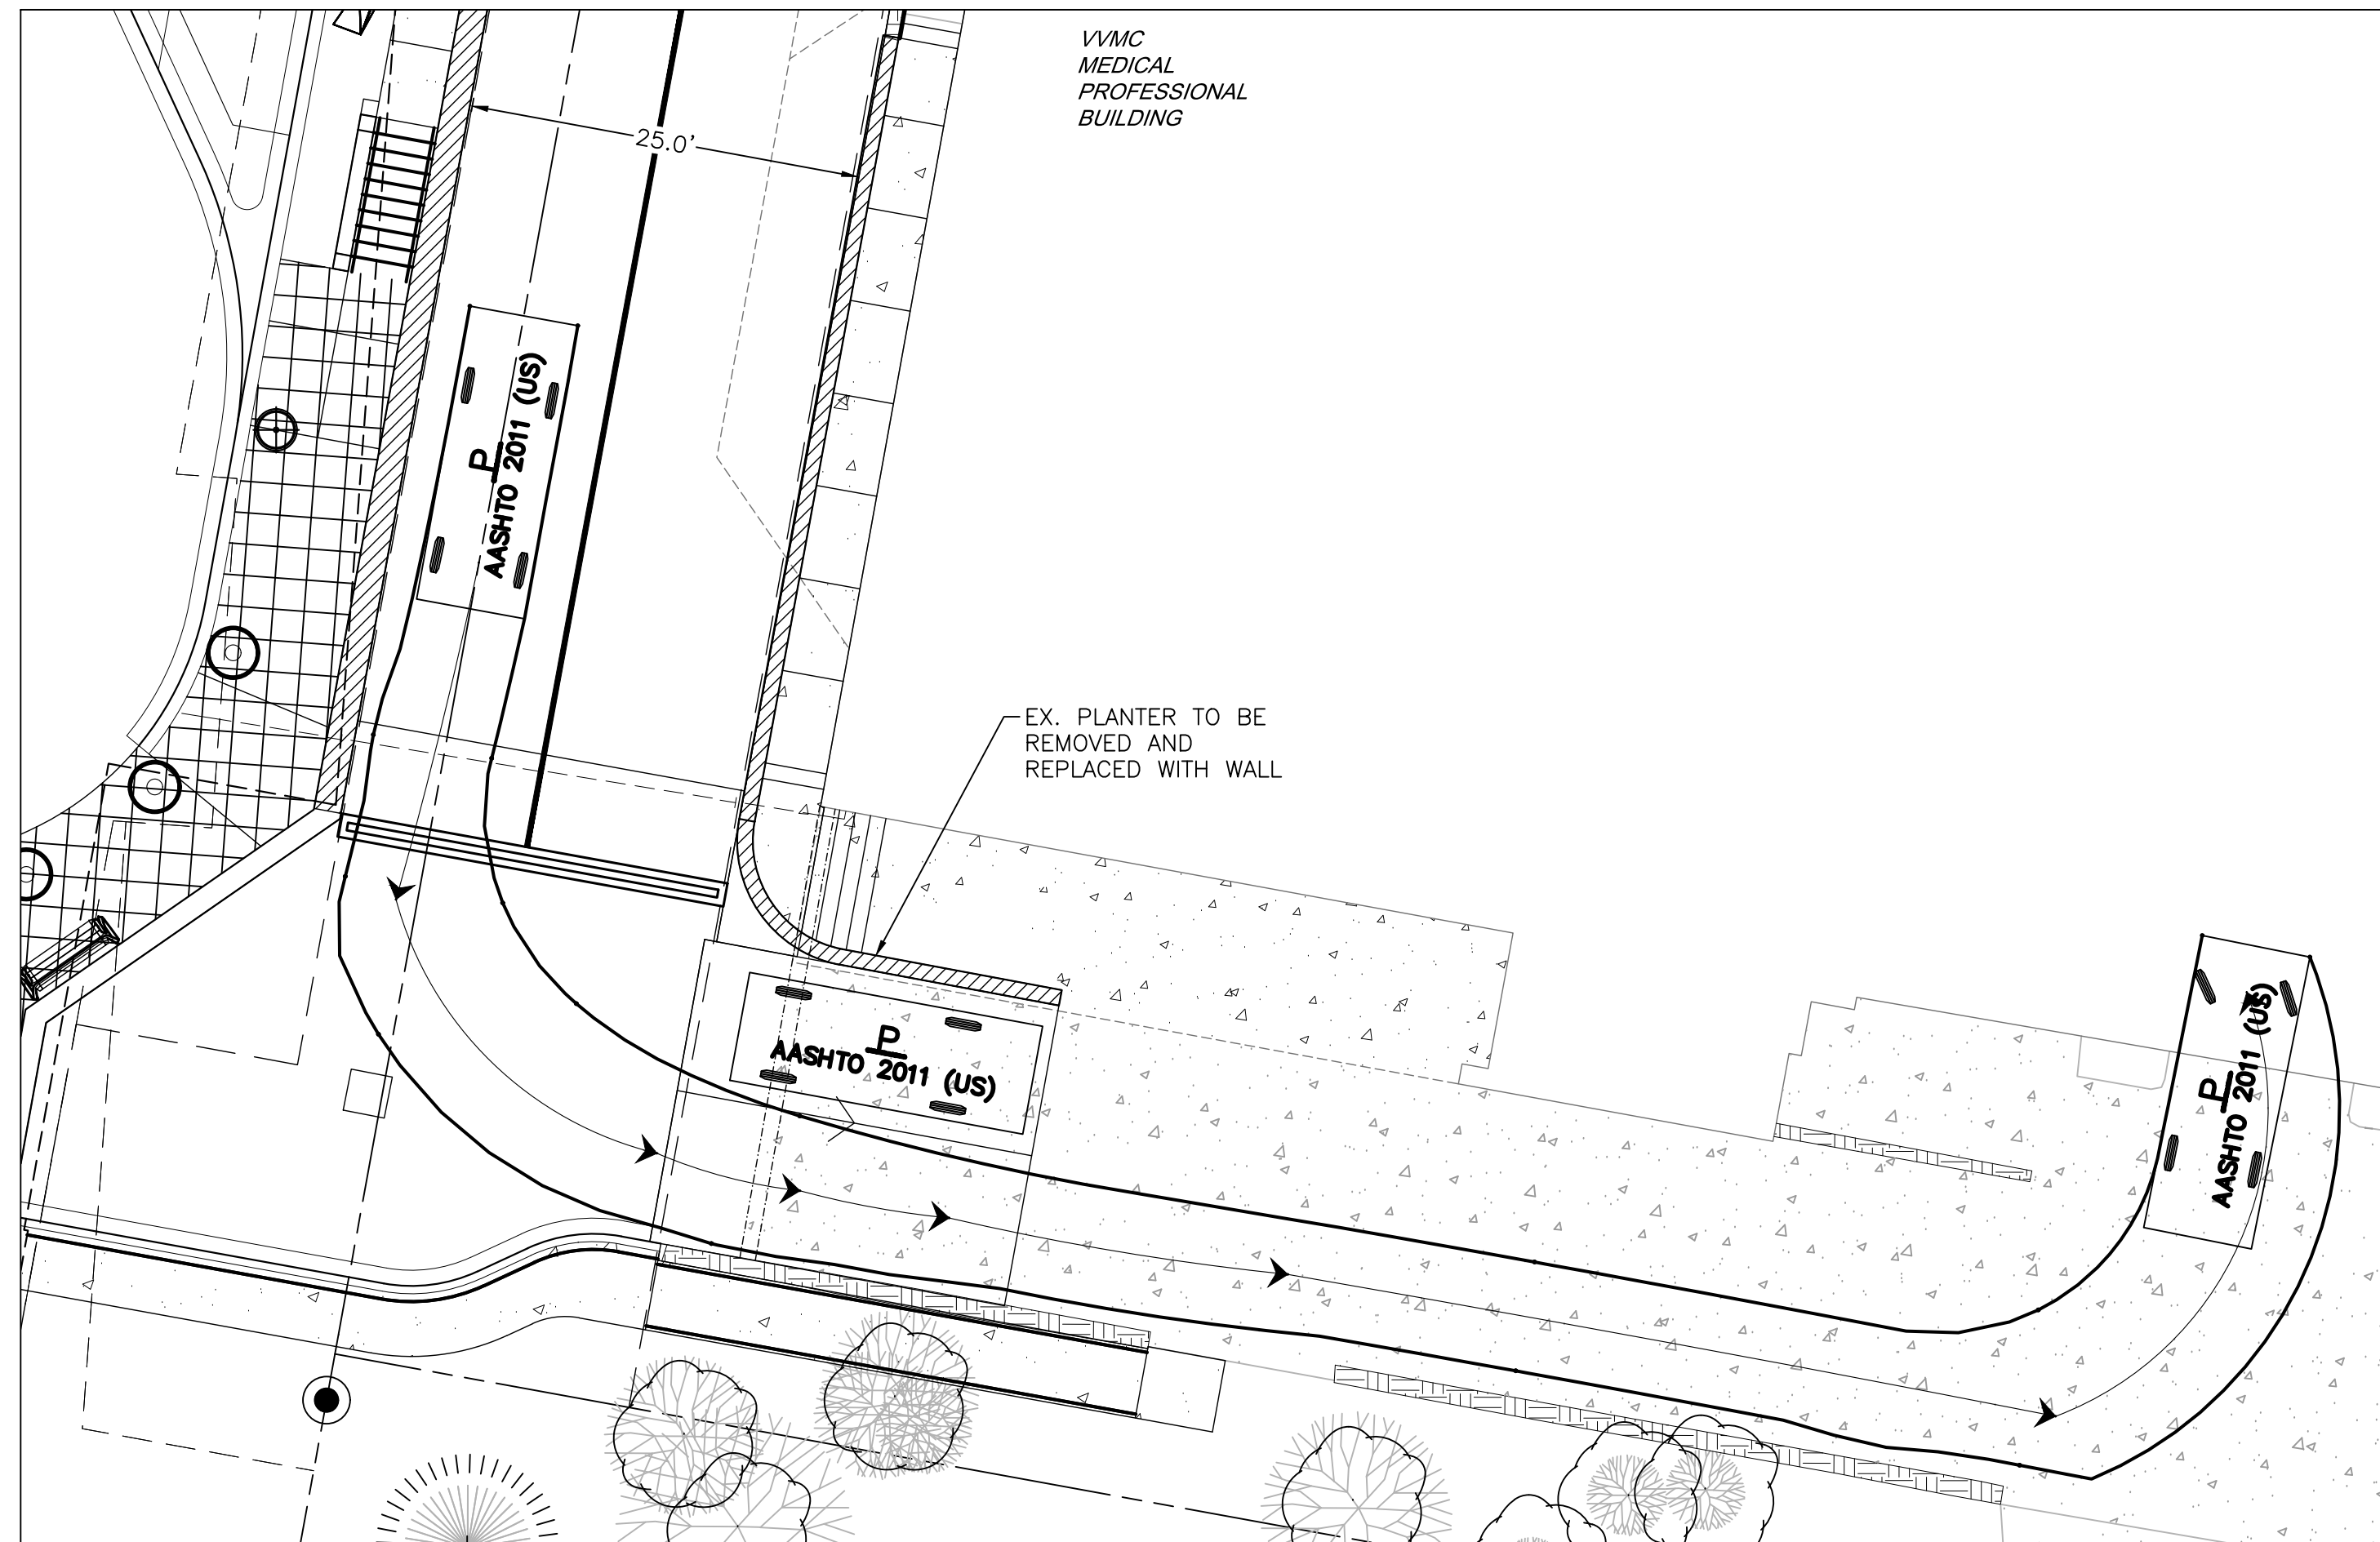 VVMC
MEDICAL
PROFESSIONAL
BUILDING
25.0'
P
AASHTO 2011 (US)
EX. PLANTER TO BE
REMOVED AND
REPLACED WITH WALL
P
AASHTO 2011 (US)
P
AASHTO 2011 (US)